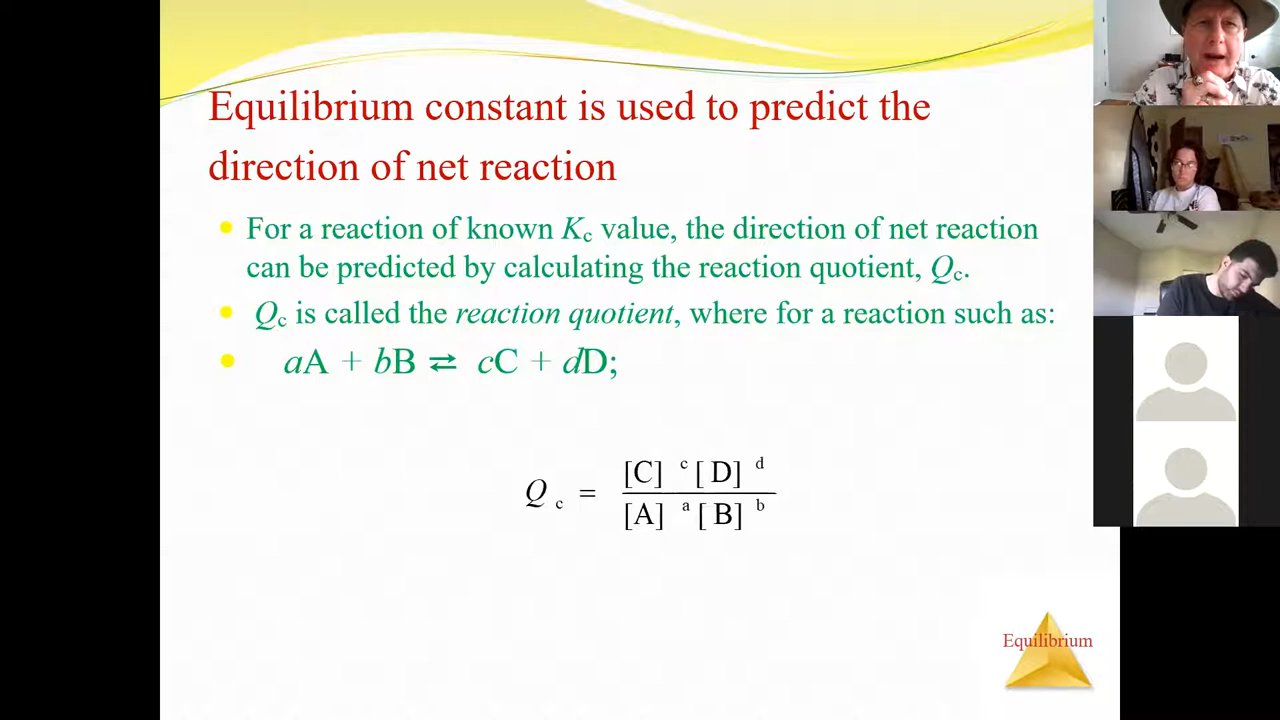 Equilibrium constant is used to predict the
direction of net reaction
For a reaction of known Kc value, the direction of net reaction
can be predicted by calculating the reaction quotient, Qc.
Qc is called the reaction quotient, where for a reaction such as:
aA + bB ⇄ cC + dD;
Q c = [C] c [ D] d
[A] a [ B] b
Equilibrium